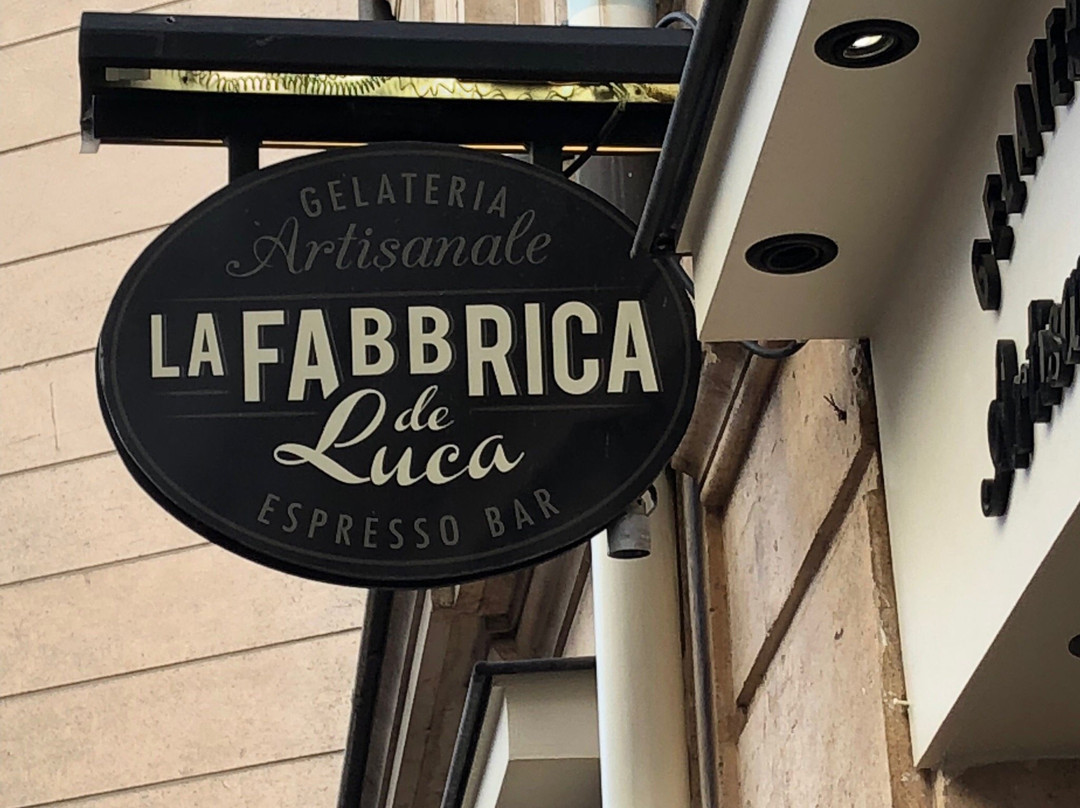 GELATERIA
Artisanale
LA FABBRICA
de
Luca
ESPRESSO BAR